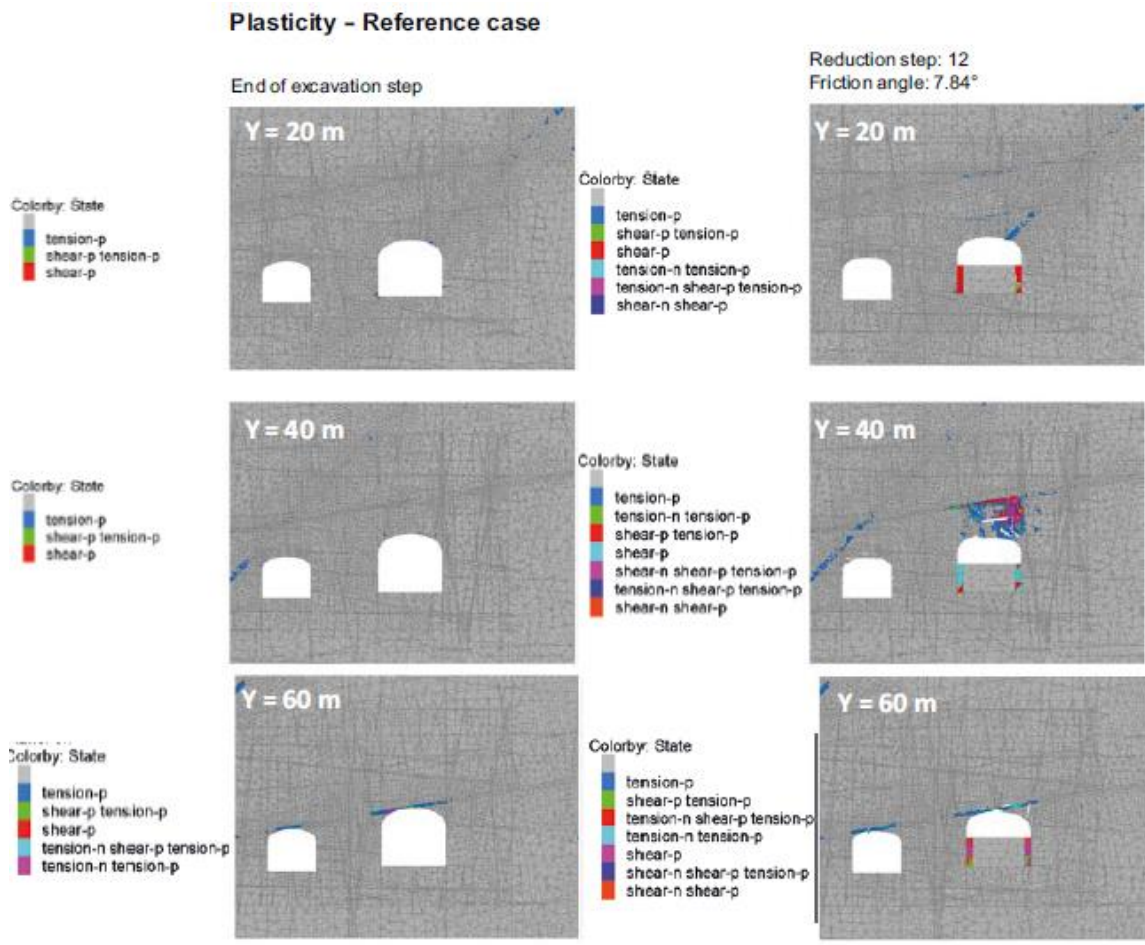 Plasticity – Reference case
End of excavation step
Reduction step: 12
Friction angle: 7.84°
Y = 20 m
Colorby: State
tension-p
shear-p tension-p
shear-p
Y = 20 m
Colorby: State
tension-p
shear-p tension-p
shear-p
tension-n tension-p
tension-n shear-p tension-p
shear-n shear-p
Y = 40 m
Colorby: State
tension-p
shear-p tension-p
shear-p
Y = 40 m
Colorby: State
tension-p
tension-n tension-p
shear-p tension-p
shear-p
shear-n shear-p tension-p
tension-n shear-p tension-p
shear-n shear-p
Y = 60 m
Colorby: State
tension-p
shear-p tension-p
shear-p
tension-n shear-p tension-p
tension-n tension-p
Y = 60 m
Colorby: State
tension-p
shear-p tension-p
tension-n shear-p tension-p
tension-n tension-p
shear-p
shear-n shear-p tension-p
shear-n shear-p